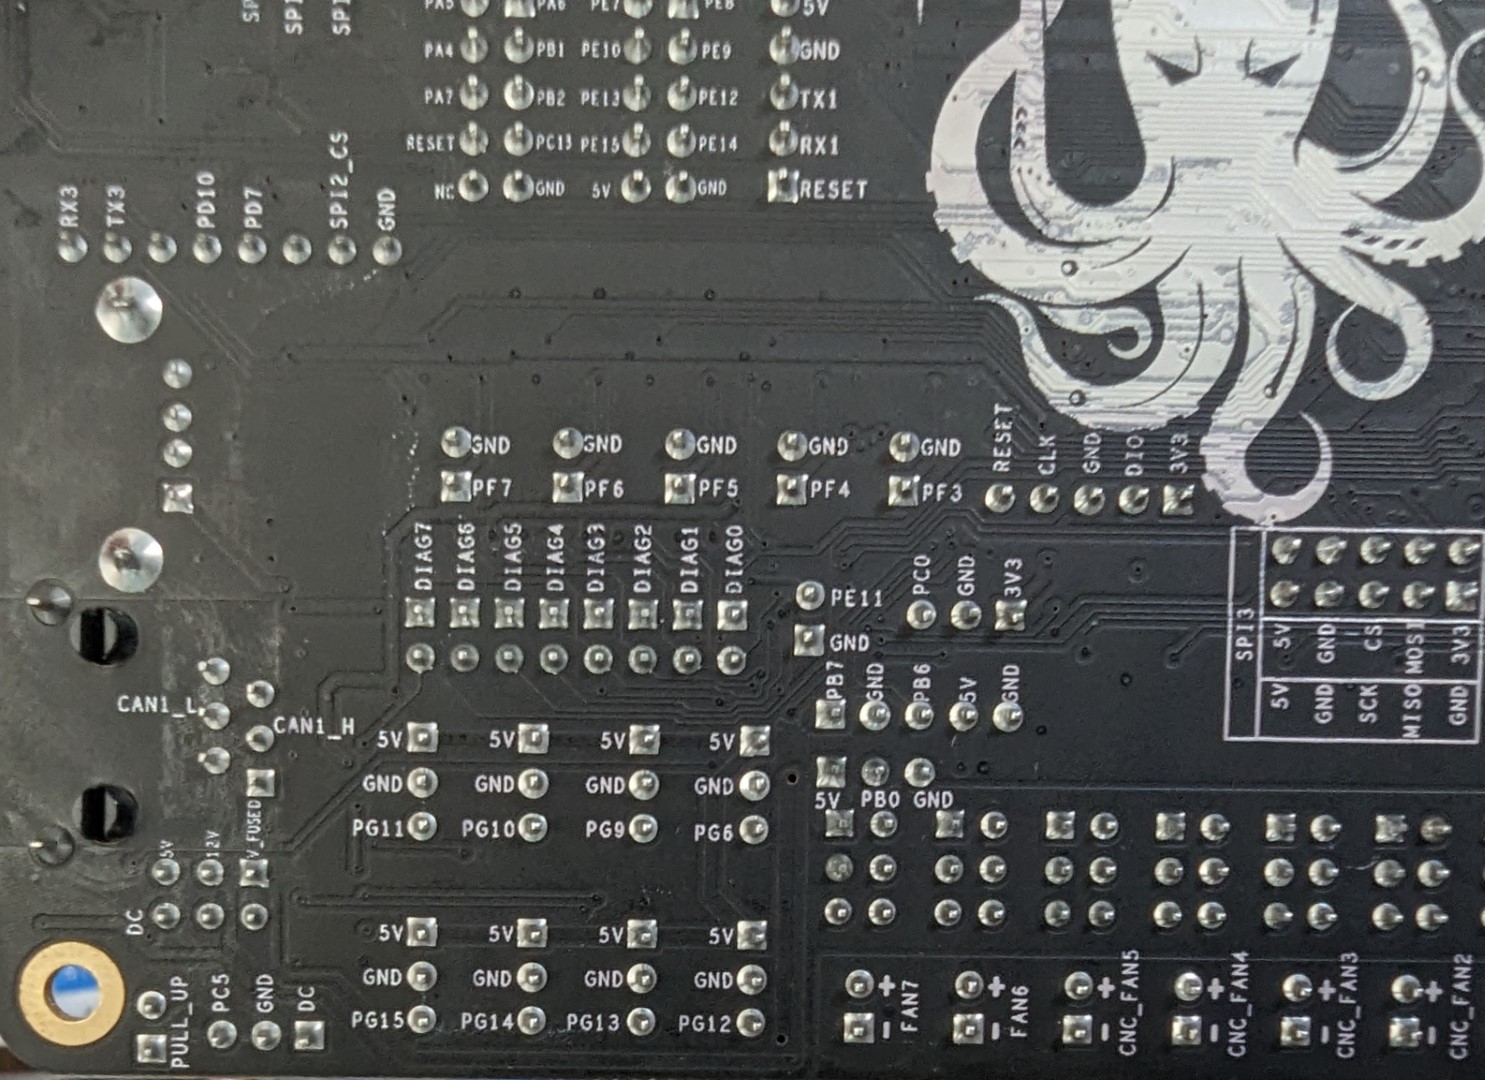 PA5 PA6 PE7 PE8 5V
PA4 PB1 PE10 PE9 GND
PA7 PB2 PE13 PE12 TX1
RESET PC13 PE15 PE14 RX1
NC GND 5V GND RESET
RX3
TX3
PD10
PD7
SPI2_CS
GND
GND GND GND GND GND
PF7 PF6 PF5 PF4 PF3
RESET
CLK
GND
DIO
3V3
DIAG7
DIAG6
DIAG5
DIAG4
DIAG3
DIAG2
DIAG1
DIAG0
PE11
GND
PC0
GND
3V3
PB7
GND
PB6
5V
GND
5V PB0 GND
SPI3
5V
GND
CS
MOSI
3V3
5V
GND
SCK
MISO
GND
CAN1_L
CAN1_H
5V 5V 5V 5V
GND GND GND GND
PG11 PG10 PG9 PG6
5V
12V
V_FUSED
DC
5V 5V 5V 5V
GND GND GND GND
PG15 PG14 PG13 PG12
PULL_UP
PC5
GND
DC
+ + + + + +
- - - - - -
FAN7
FAN6
CNC_FAN5
CNC_FAN4
CNC_FAN3
CNC_FAN2